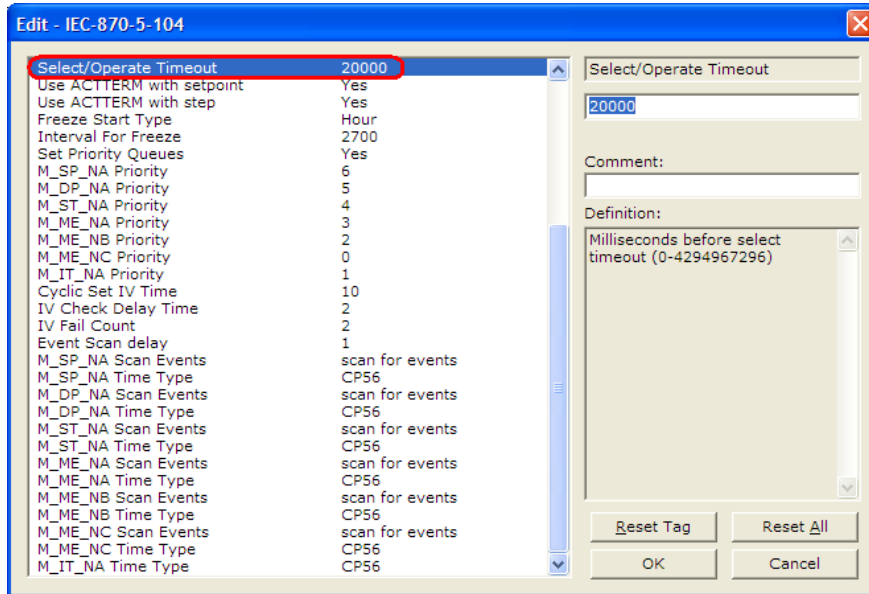 Edit - IEC-870-5-104
Select/Operate Timeout 20000
Use ACTTERM with setpoint Yes
Use ACTTERM with step Yes
Freeze Start Type Hour
Interval For Freeze 2700
Set Priority Queues Yes
M_SP_NA Priority 6
M_DP_NA Priority 5
M_ST_NA Priority 4
M_ME_NA Priority 3
M_ME_NB Priority 2
M_ME_NC Priority 0
M_IT_NA Priority 1
Cyclic Set IV Time 10
IV Check Delay Time 2
IV Fail Count 2
Event Scan delay 1
M_SP_NA Scan Events scan for events
M_SP_NA Time Type CP56
M_DP_NA Scan Events scan for events
M_DP_NA Time Type CP56
M_ST_NA Scan Events scan for events
M_ST_NA Time Type CP56
M_ME_NA Scan Events scan for events
M_ME_NA Time Type CP56
M_ME_NB Scan Events scan for events
M_ME_NB Time Type CP56
M_ME_NC Scan Events scan for events
M_ME_NC Time Type CP56
M_IT_NA Time Type CP56
Select/Operate Timeout
20000
Comment:
Definition:
Milliseconds before select
timeout (0-4294967296)
Reset Tag Reset All
OK Cancel